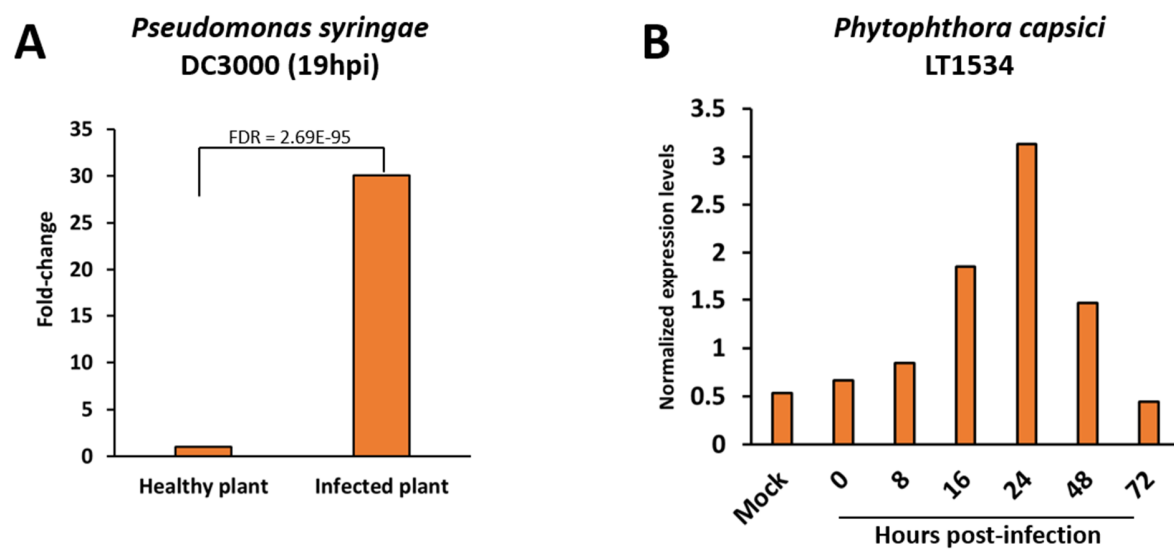 A
Pseudomonas syringae
DC3000 (19hpi)
Fold-change
35
30
25
20
15
10
5
0
FDR = 2.69E-95
Healthy plant
Infected plant
B
Phytophthora capsici
LT1534
Normalized expression levels
3.5
3
2.5
2
1.5
1
0.5
0
Mock
0
8
16
24
48
72
Hours post-infection